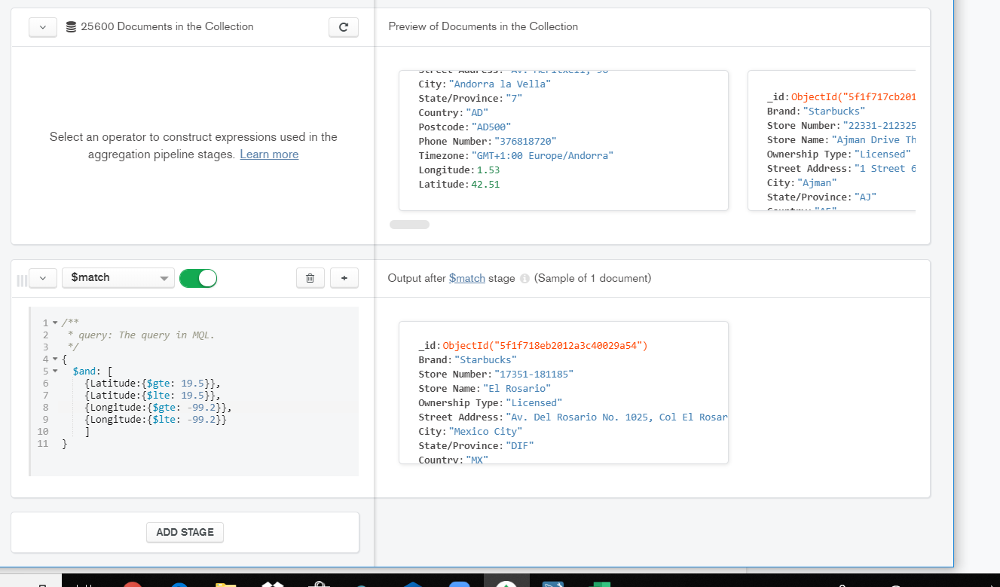 25600 Documents in the Collection
Preview of Documents in the Collection
Select an operator to construct expressions used in the
aggregation pipeline stages. Learn more
City: "Andorra la Vella"
State/Province: "7"
Country: "AD"
Postcode: "AD500"
Phone Number: "376818720"
Timezone: "GMT+1:00 Europe/Andorra"
Longitude: 1.53
Latitude: 42.51
_id: ObjectId("5f1f717cb201
Brand: "Starbucks"
Store Number: "22331-212325
Store Name: "Ajman Drive Th
Ownership Type: "Licensed"
Street Address: "1 Street 6
City: "Ajman"
State/Province: "AJ"
$match
+
Output after $match stage (Sample of 1 document)
1 /**
2 * query: The query in MQL.
3 */
4 {
5 $and: [
6 {Latitude:{$gte: 19.5}},
7 {Latitude:{$lte: 19.5}},
8 {Longitude:{$gte: -99.2}},
9 {Longitude:{$lte: -99.2}}
10 ]
11 }
_id: ObjectId("5f1f718eb2012a3c40029a54")
Brand: "Starbucks"
Store Number: "17351-181185"
Store Name: "El Rosario"
Ownership Type: "Licensed"
Street Address: "Av. Del Rosario No. 1025, Col El Rosar
City: "Mexico City"
State/Province: "DIF"
Country: "MX"
ADD STAGE